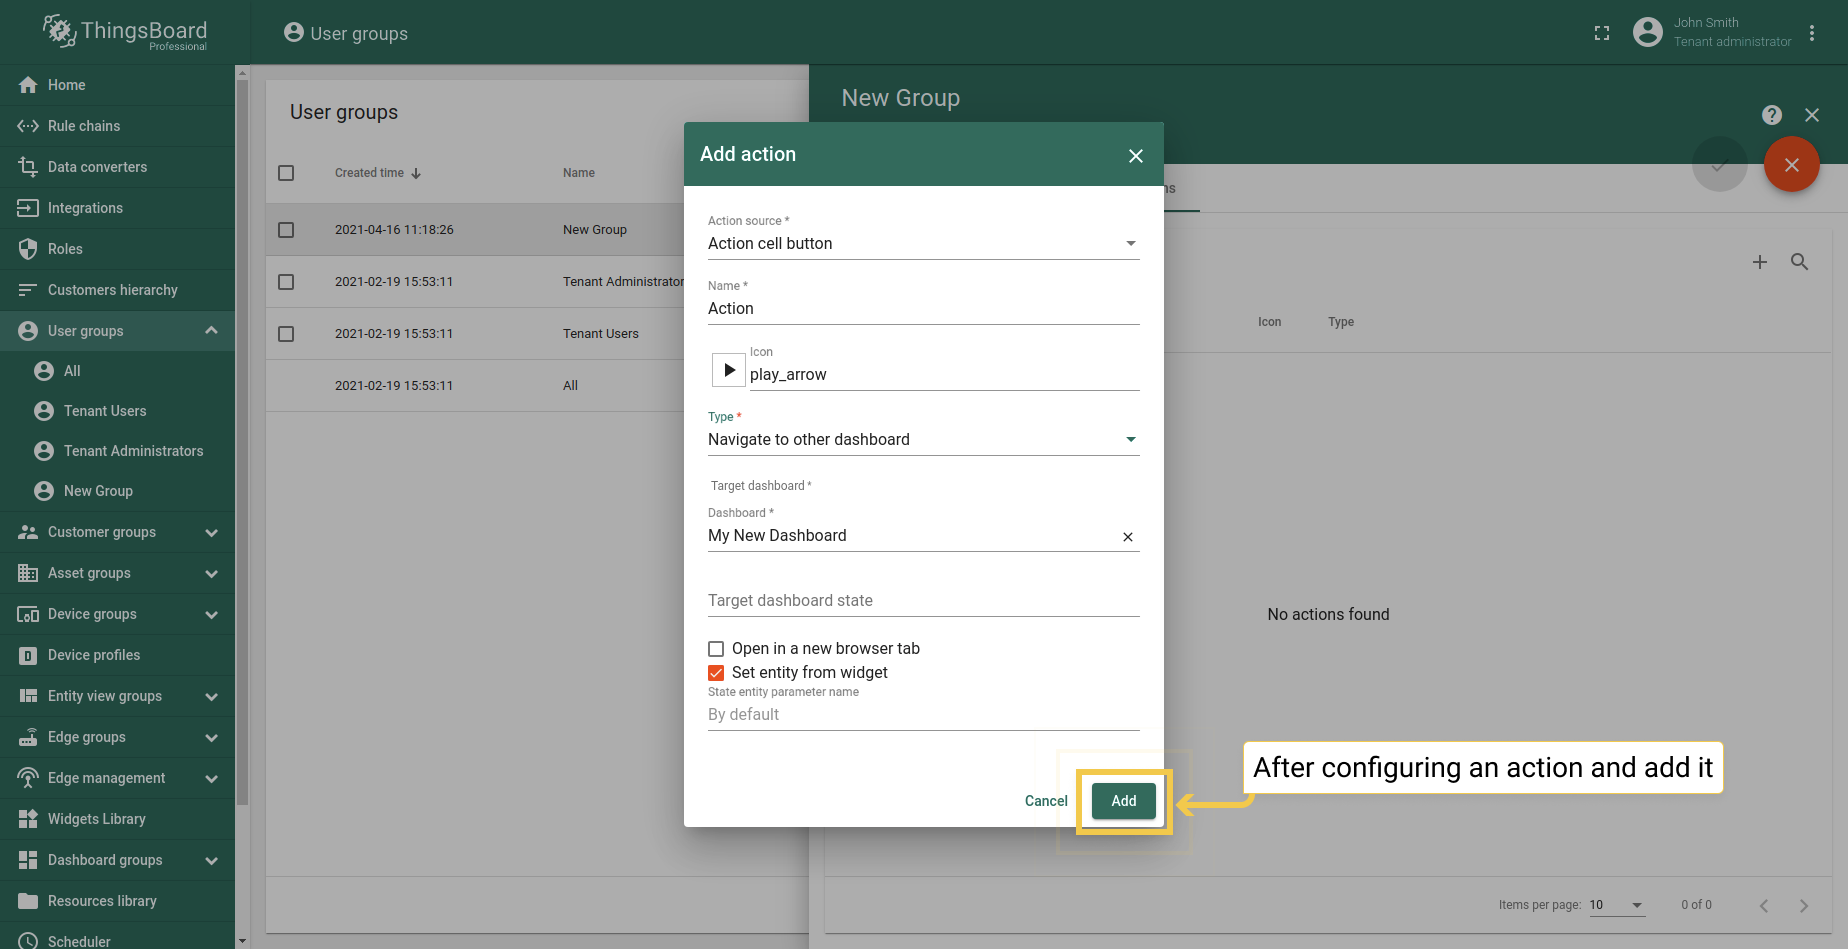 ThingsBoard
Professional
User groups
John Smith
Tenant administrator
Home
Rule chains
Data converters
Integrations
Roles
Customers hierarchy
User groups
All
Tenant Users
Tenant Administrators
New Group
Customer groups
Asset groups
Device groups
Device profiles
Entity view groups
Edge groups
Edge management
Widgets Library
Dashboard groups
Resources library
Scheduler
User groups
Created time
Name
2021-04-16 11:18:26
New Group
2021-02-19 15:53:11
Tenant Administrator
2021-02-19 15:53:11
Tenant Users
2021-02-19 15:53:11
All
New Group
ns
Icon
Type
No actions found
Items per page: 10
0 of 0
Add action
Action source *
Action cell button
Name *
Action
Icon
play_arrow
Type *
Navigate to other dashboard
Target dashboard *
Dashboard *
My New Dashboard
Target dashboard state
Open in a new browser tab
Set entity from widget
State entity parameter name
By default
Cancel
Add
After configuring an action and add it